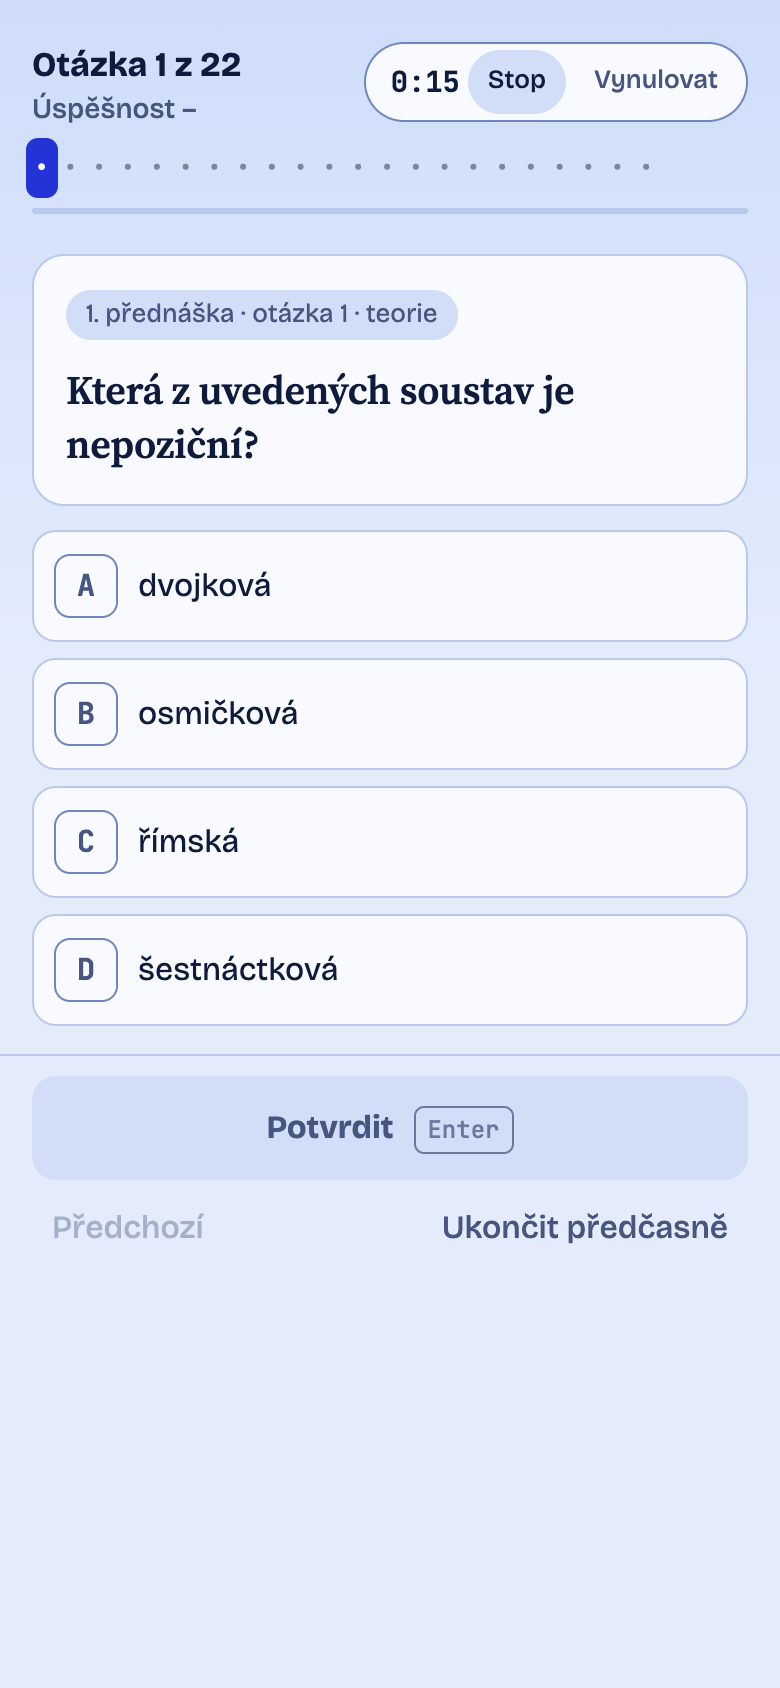 Otázka 1 z 22
Úspěšnost –
0:15 Stop Vynulovat
1. přednáška · otázka 1 · teorie
Která z uvedených soustav je
nepoziční?
A dvojková
B osmičková
C římská
D šestnáctková
Potvrdit Enter
Předchozí Ukončit předčasně